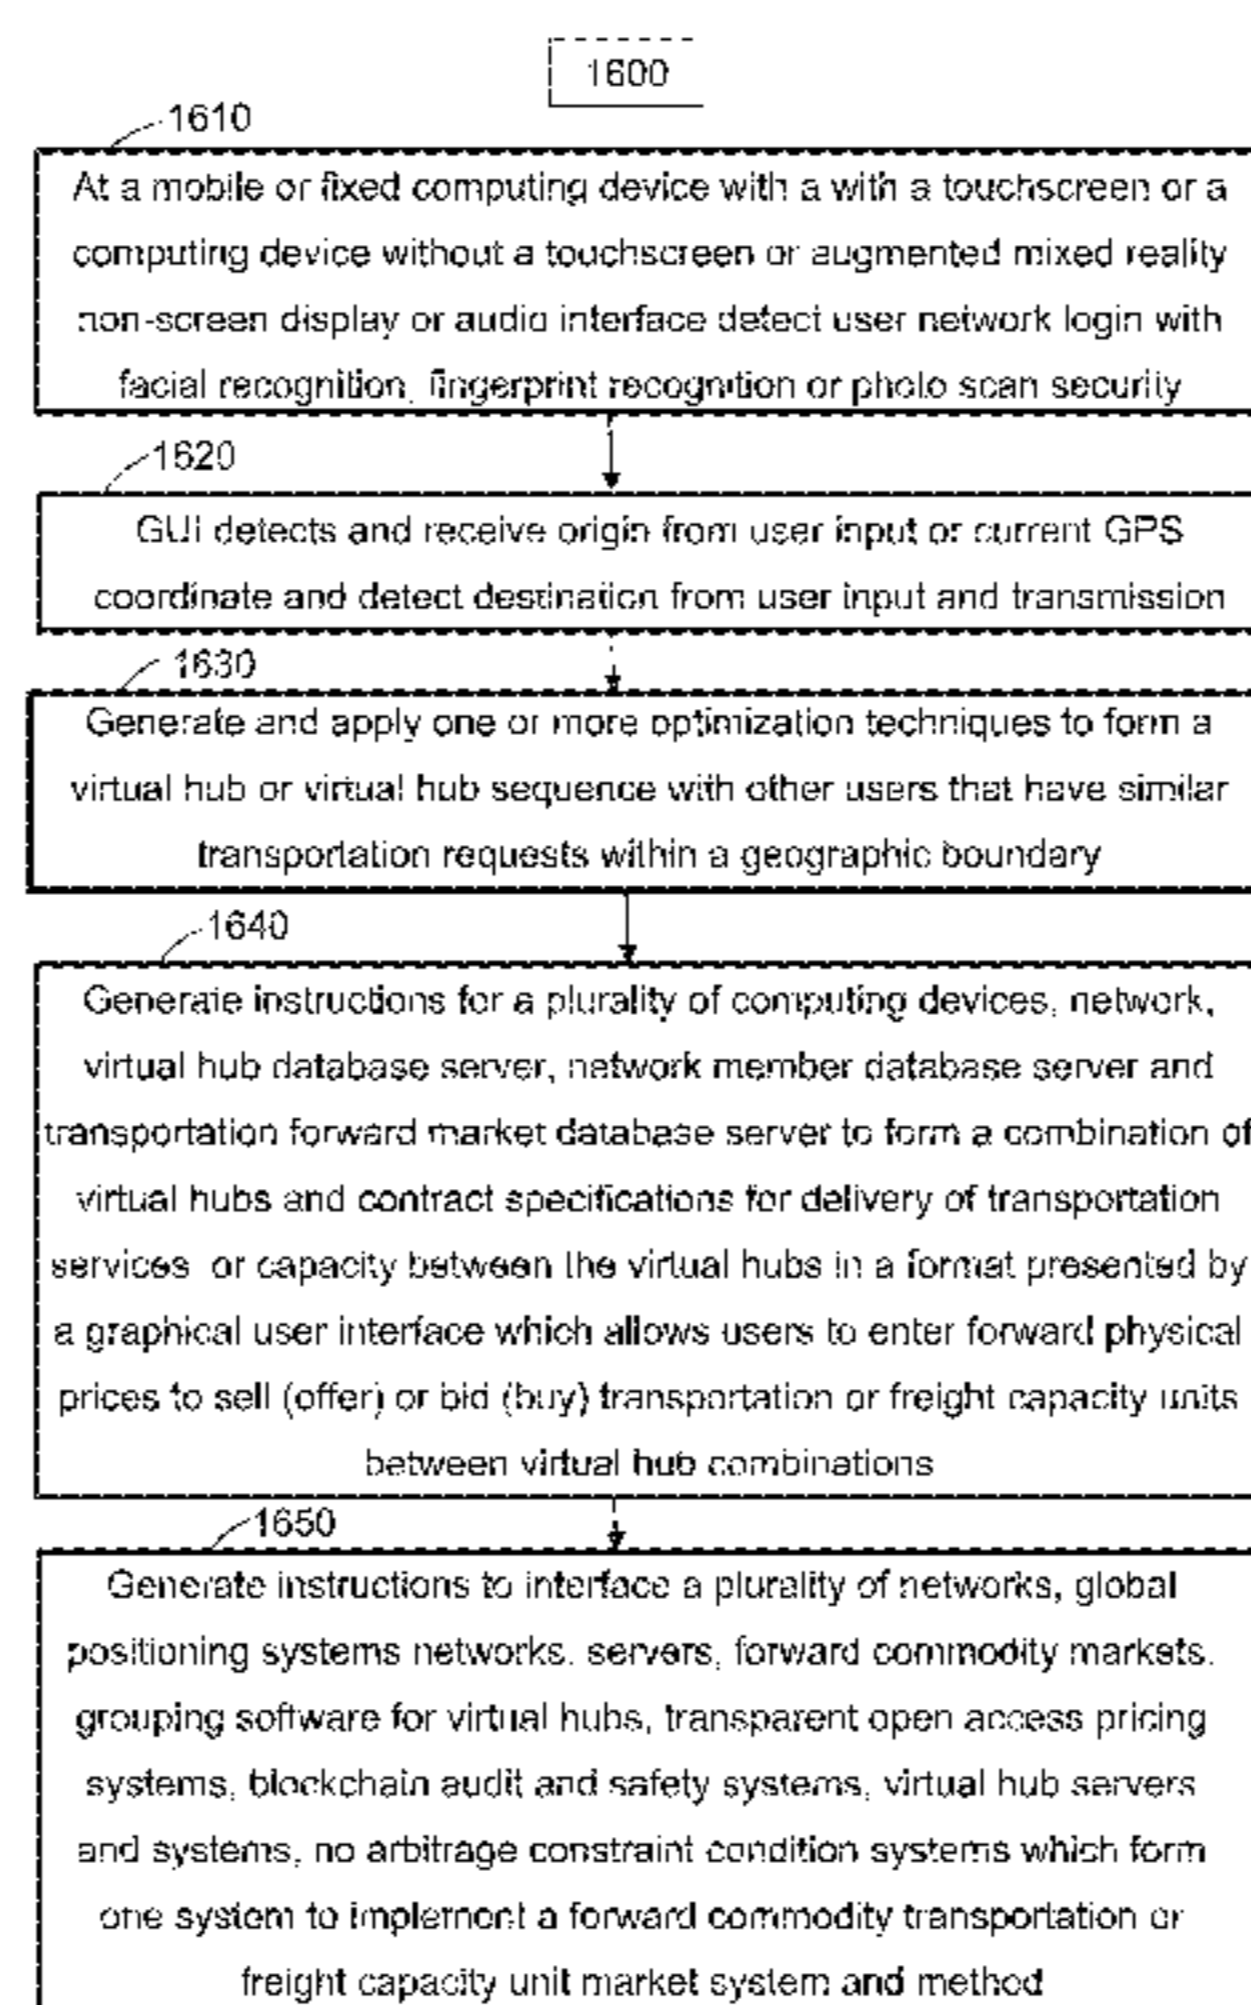 1600
1610
At a mobile or fixed computing device with a with a touchscreen or a
computing device without a touchscreen or augmented mixed reality
non-screen display or audio interface detect user network login with
facial recognition, fingerprint recognition or photo scan security
1620
GUI detects and receive origin from user input or current GPS
coordinate and detect destination from user input and transmission
1630
Generate and apply one or more optimization techniques to form a
virtual hub or virtual hub sequence with other users that have similar
transportation requests within a geographic boundary
1640
Generate instructions for a plurality of computing devices, network,
virtual hub database server, network member database server and
transportation forward market database server to form a combination of
virtual hubs and contract specifications for delivery of transportation
services or capacity between the virtual hubs in a format presented by
a graphical user interface which allows users to enter forward physical
prices to sell (offer) or bid (buy) transportation or freight capacity units
between virtual hub combinations
1650
Generate instructions to interface a plurality of networks, global
positioning systems networks, servers, forward commodity markets,
grouping software for virtual hubs, transparent open access pricing
systems, blockchain audit and safety systems, virtual hub servers
and systems, no arbitrage constraint condition systems which form
one system to implement a forward commodity transportation or
freight capacity unit market system and method